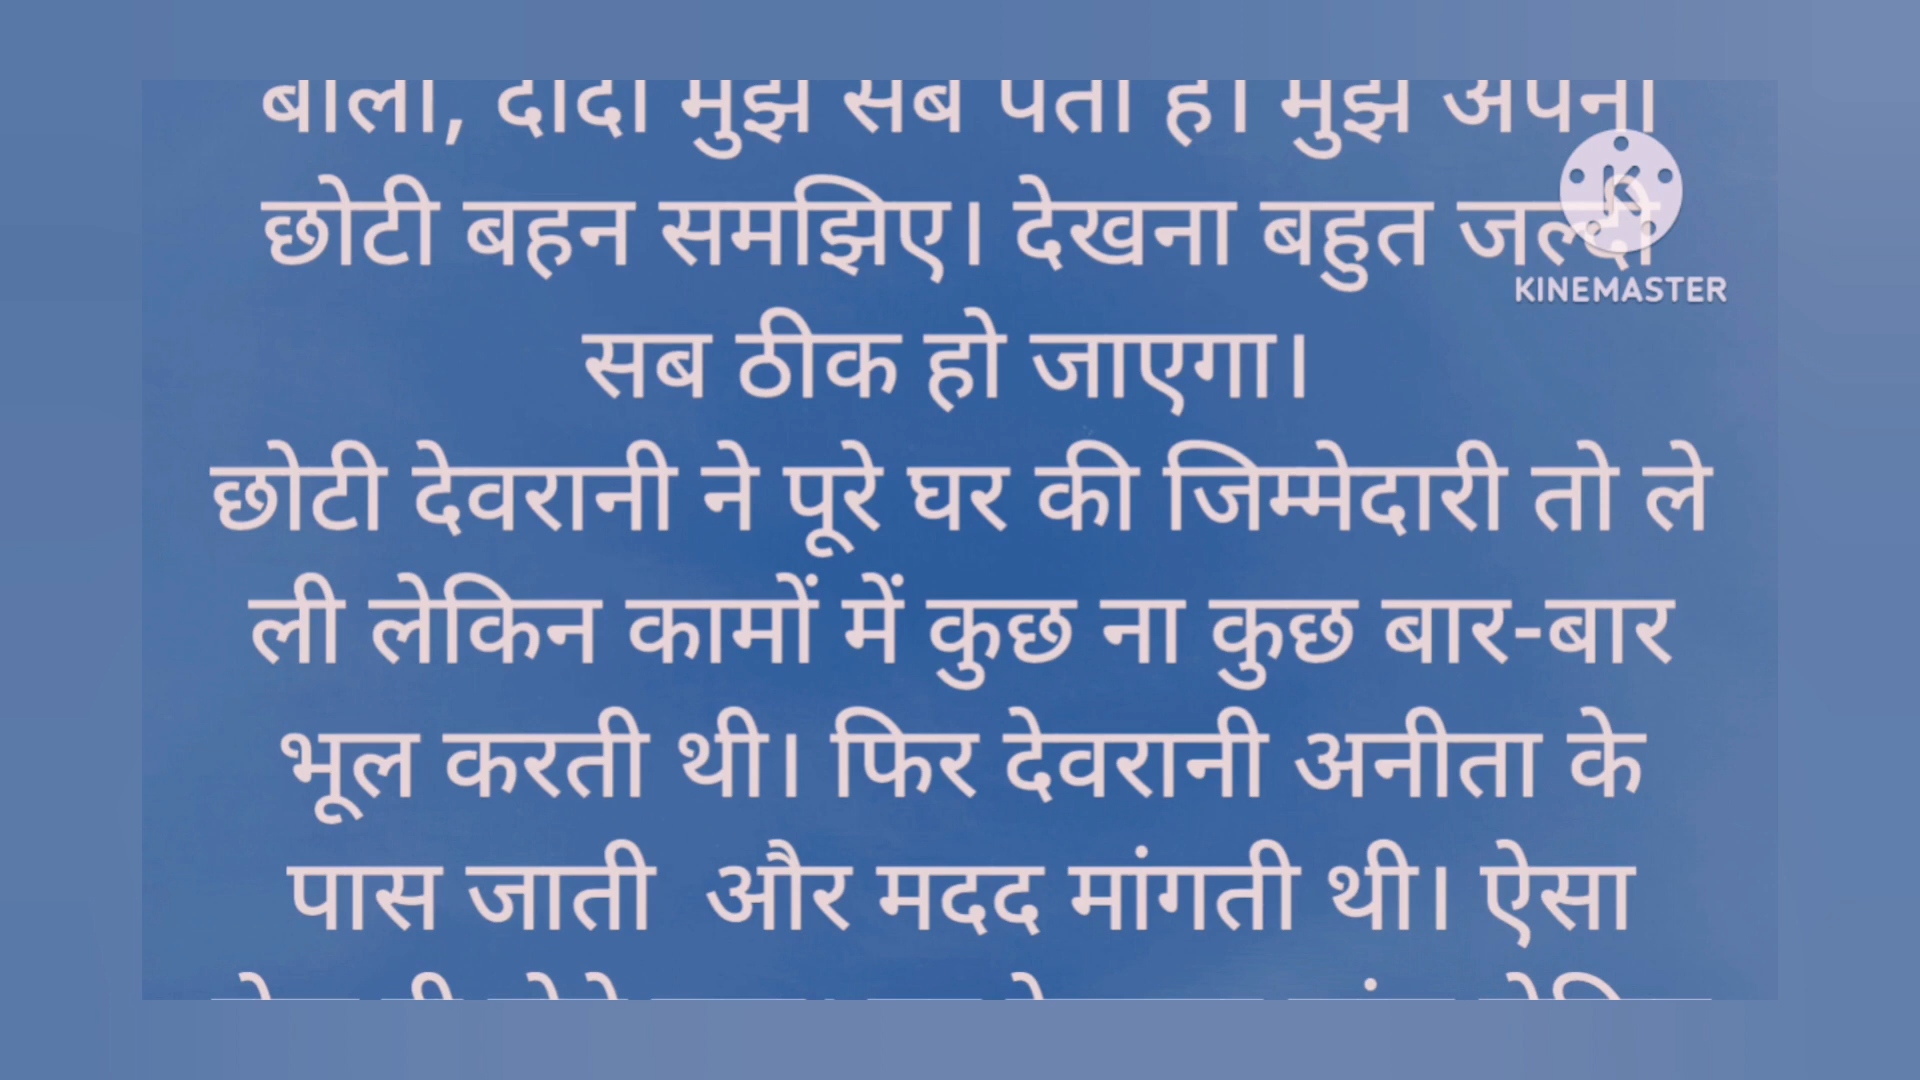 बोली, दीदी मुझे सब पता है। मुझे अपनी
छोटी बहन समझिए। देखना बहुत जल्दी
KINEMASTER
सब ठीक हो जाएगा।
छोटी देवरानी ने पूरे घर की जिम्मेदारी तो ले
ली लेकिन कामों में कुछ ना कुछ बार-बार
भूल करती थी। फिर देवरानी अनीता के
पास जाती और मदद मांगती थी। ऐसा